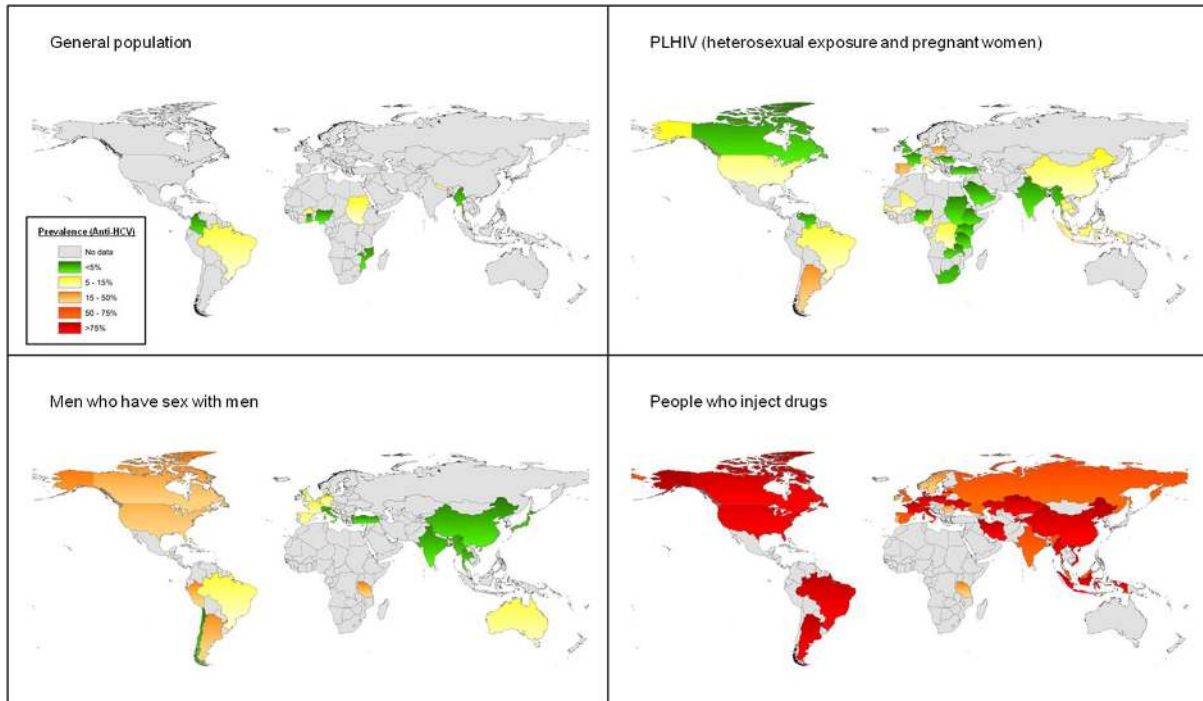 General population
PLHIV (heterosexual exposure and pregnant women)
Prevalence (Anti-HCV)
No data
<5%
5 - 15%
15 - 50%
50 - 75%
>75%
Men who have sex with men
People who inject drugs